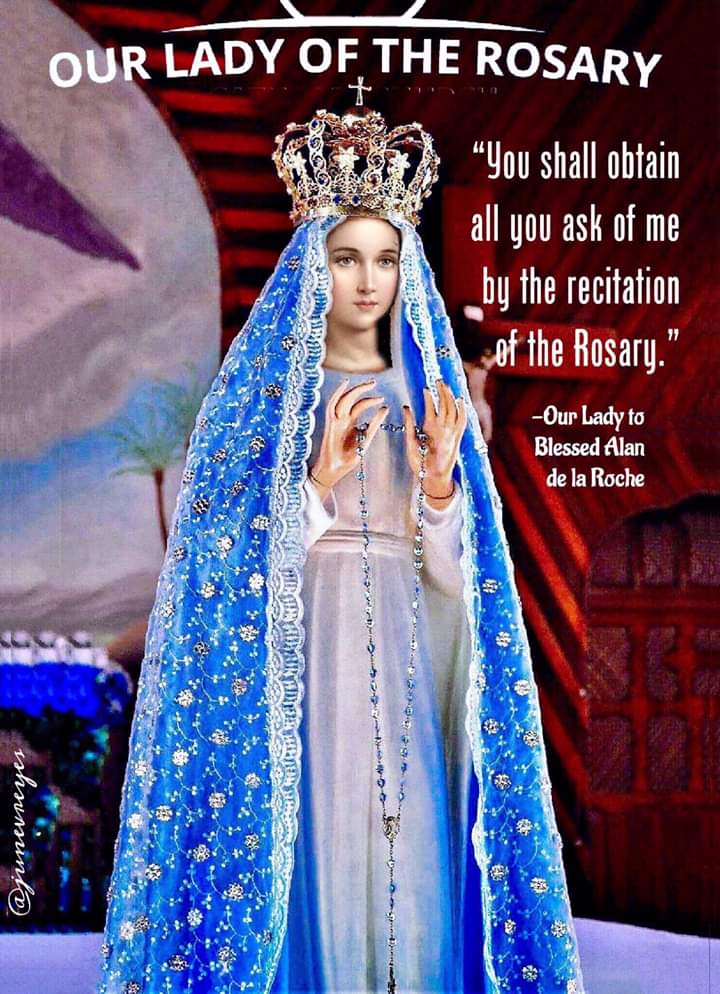 OUR LADY OF THE ROSARY
“You shall obtain
all you ask of me
by the recitation
of the Rosary.”
–Our Lady to
Blessed Alan
de la Roche
@junevreyes